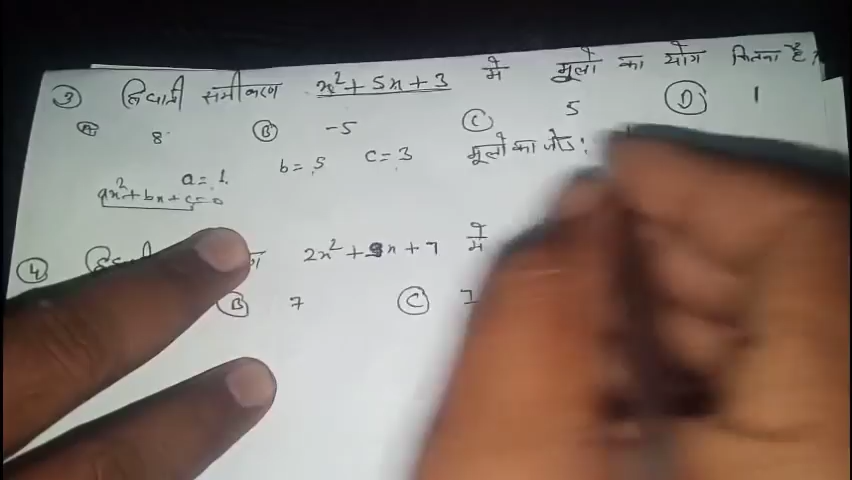 ③ द्विघाती समीकरण x²+5x+3 में मूलों का योग कितना है?
Ⓐ 8 Ⓑ -5 Ⓒ 5 Ⓓ 1
a=1 b=5 c=3 मूलों का जोड़:
ax²+bx+c=0
④ 2x²+9x+7 में
Ⓑ 7 Ⓒ